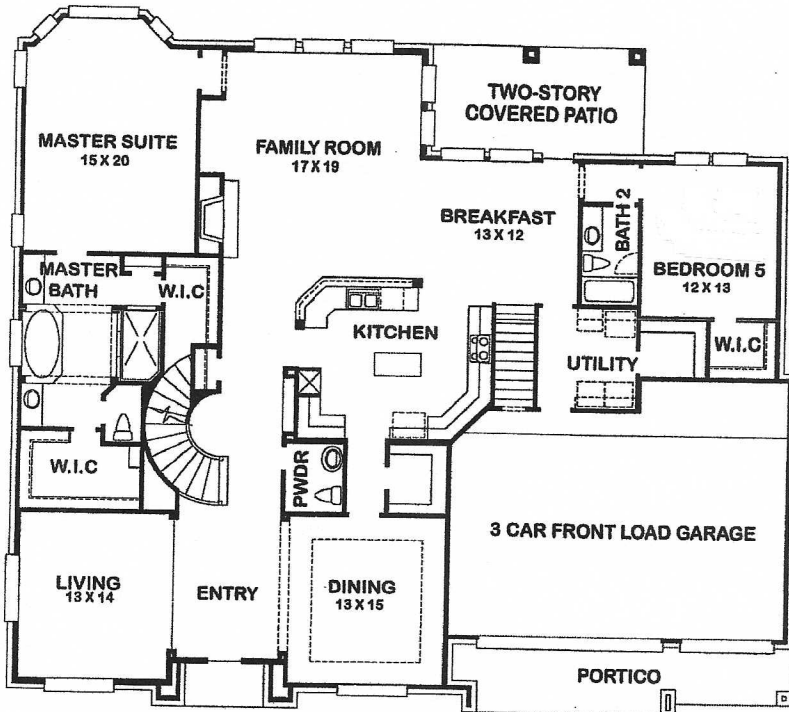 TWO-STORY
COVERED PATIO
MASTER SUITE
15 X 20
FAMILY ROOM
17 X 19
BREAKFAST
13 X 12
BATH 2
BEDROOM 5
12 X 13
MASTER
BATH
W.I.C
KITCHEN
UTILITY
W.I.C
W.I.C
PWDR
3 CAR FRONT LOAD GARAGE
LIVING
13 X 14
ENTRY
DINING
13 X 15
PORTICO